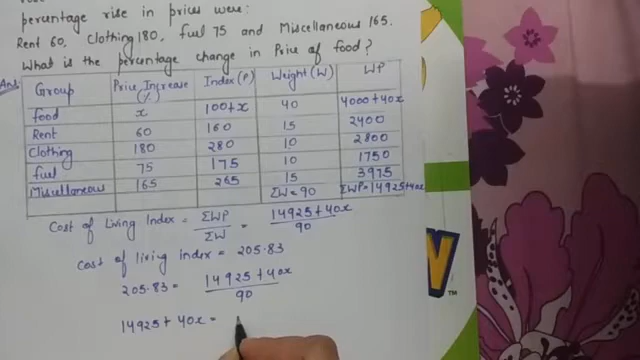 percentage rise in prices were:
Rent 60, Clothing 180, Fuel 75 and Miscellaneous 165.
What is the percentage change in Price of food?
Ans:
Group Price Increase (%) Index (P) Weight (W) WP
food x 100+x 40 4000+40x
Rent 60 160 15 2400
Clothing 180 280 10 2800
fuel 75 175 10 1750
Miscellaneous 165 265 15 3975
ΣW = 90 ΣWP = 14925+40x
Cost of Living Index = ΣWP/ΣW = 14925+40x/90
Cost of living index = 205.83
205.83 = 14925+40x/90
14925 + 40x =
TM